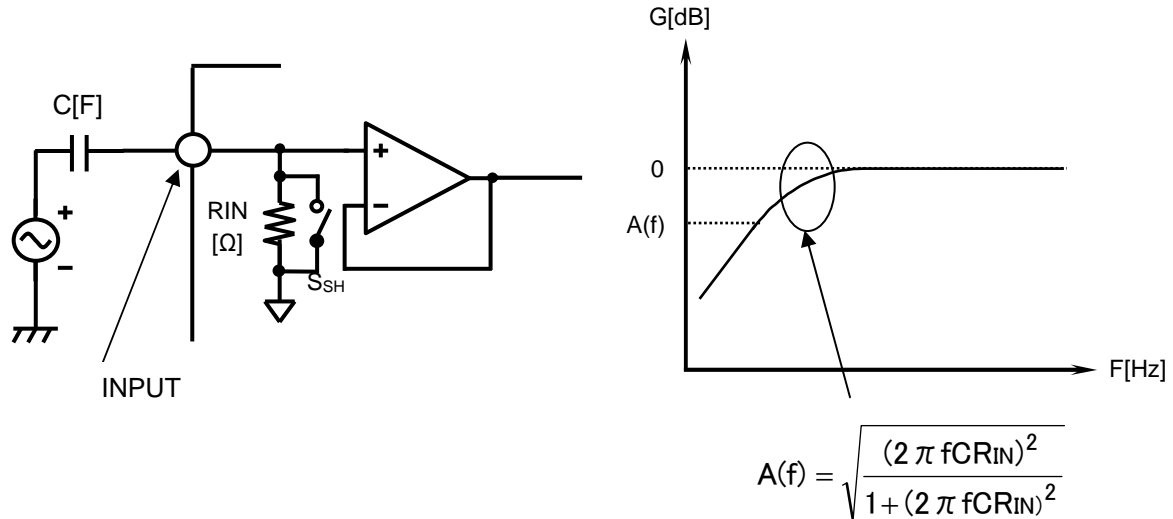 G[dB]
C[F]
+
−
INPUT
RIN
[Ω]
SSH
+
−
0
A(f)
F[Hz]
A(f) = √((2πfCRIN)² / (1+(2πfCRIN)²))